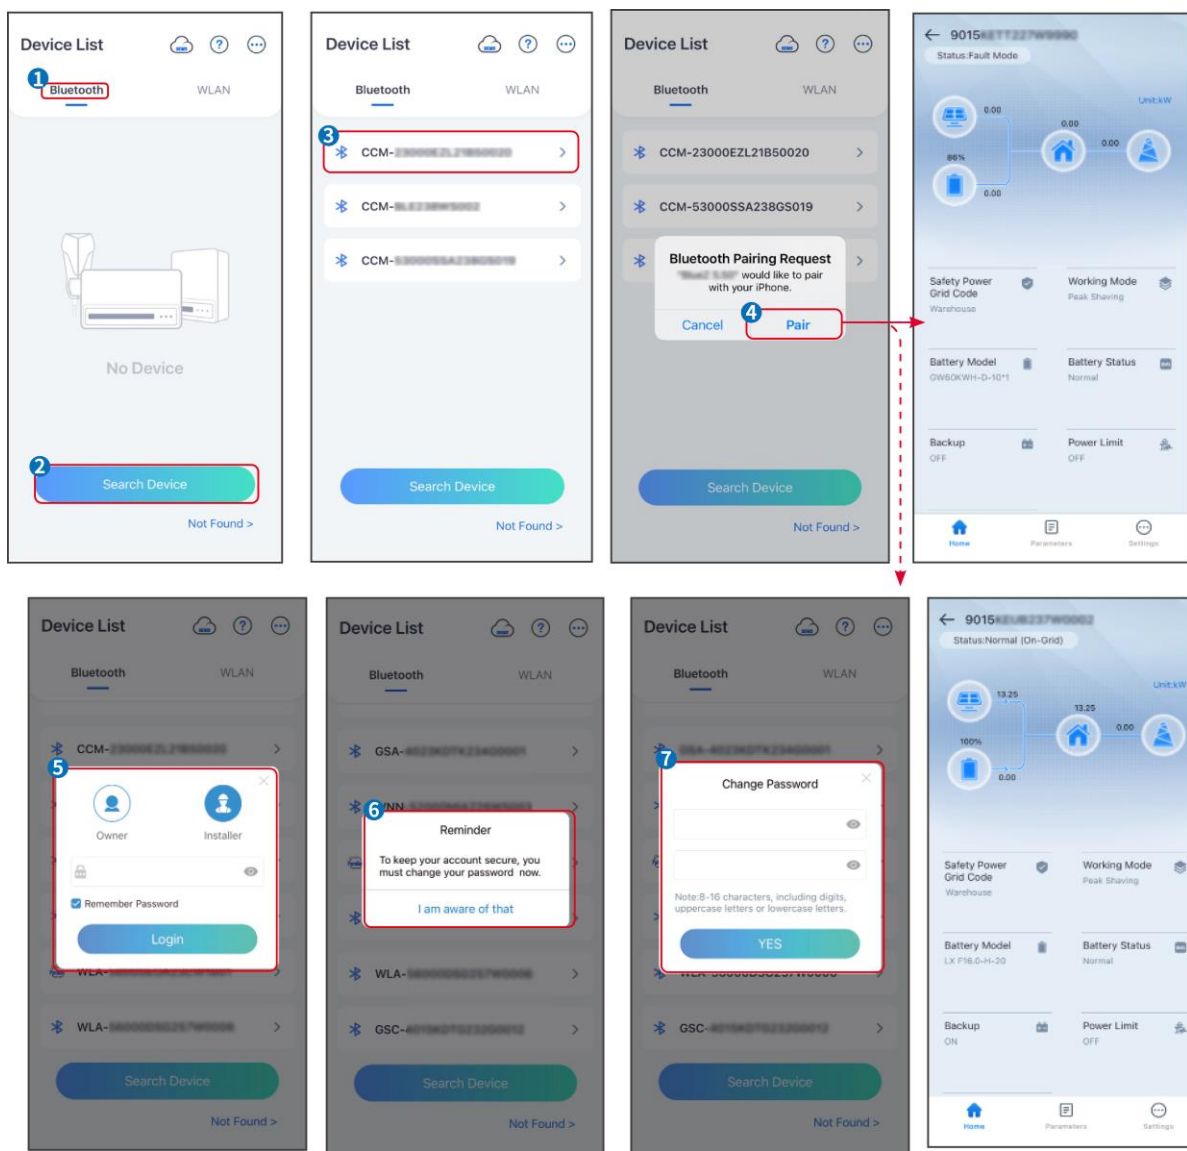 Device List
1
Bluetooth WLAN
No Device
2
Search Device
Not Found >
Device List
Bluetooth WLAN
3
CCM-
CCM-
CCM-
Search Device
Not Found >
Device List
Bluetooth WLAN
CCM-23000EZL21B50020
CCM-53000SSA238GS019
Bluetooth Pairing Request
would like to pair
with your iPhone.
4
Cancel Pair
Search Device
Not Found >
9015
Status:Fault Mode
Unit:kW
0.00
0.00
0.00
86%
0.00
Safety Power
Grid Code
Warehouse
Working Mode
Peak Shaving
Battery Model
GW60KWH-D-10*1
Battery Status
Normal
Backup
OFF
Power Limit
OFF
Home Parameters Settings
Device List
Bluetooth WLAN
CCM-
5
Owner Installer
Remember Password
Login
WLA-
WLA-
Search Device
Not Found >
Device List
Bluetooth WLAN
GSA-
6
Reminder
To keep your account secure, you
must change your password now.
I am aware of that
WLA-
GSC-
Search Device
Not Found >
Device List
Bluetooth WLAN
7
Change Password
Note:8-16 characters, including digits,
uppercase letters or lowercase letters.
YES
GSC-
Search Device
Not Found >
9015
Status:Normal (On-Grid)
Unit:kW
13.25
13.25
0.00
100%
0.00
Safety Power
Grid Code
Warehouse
Working Mode
Peak Shaving
Battery Model
LX F16.0-H-20
Battery Status
Normal
Backup
ON
Power Limit
OFF
Home Parameters Settings